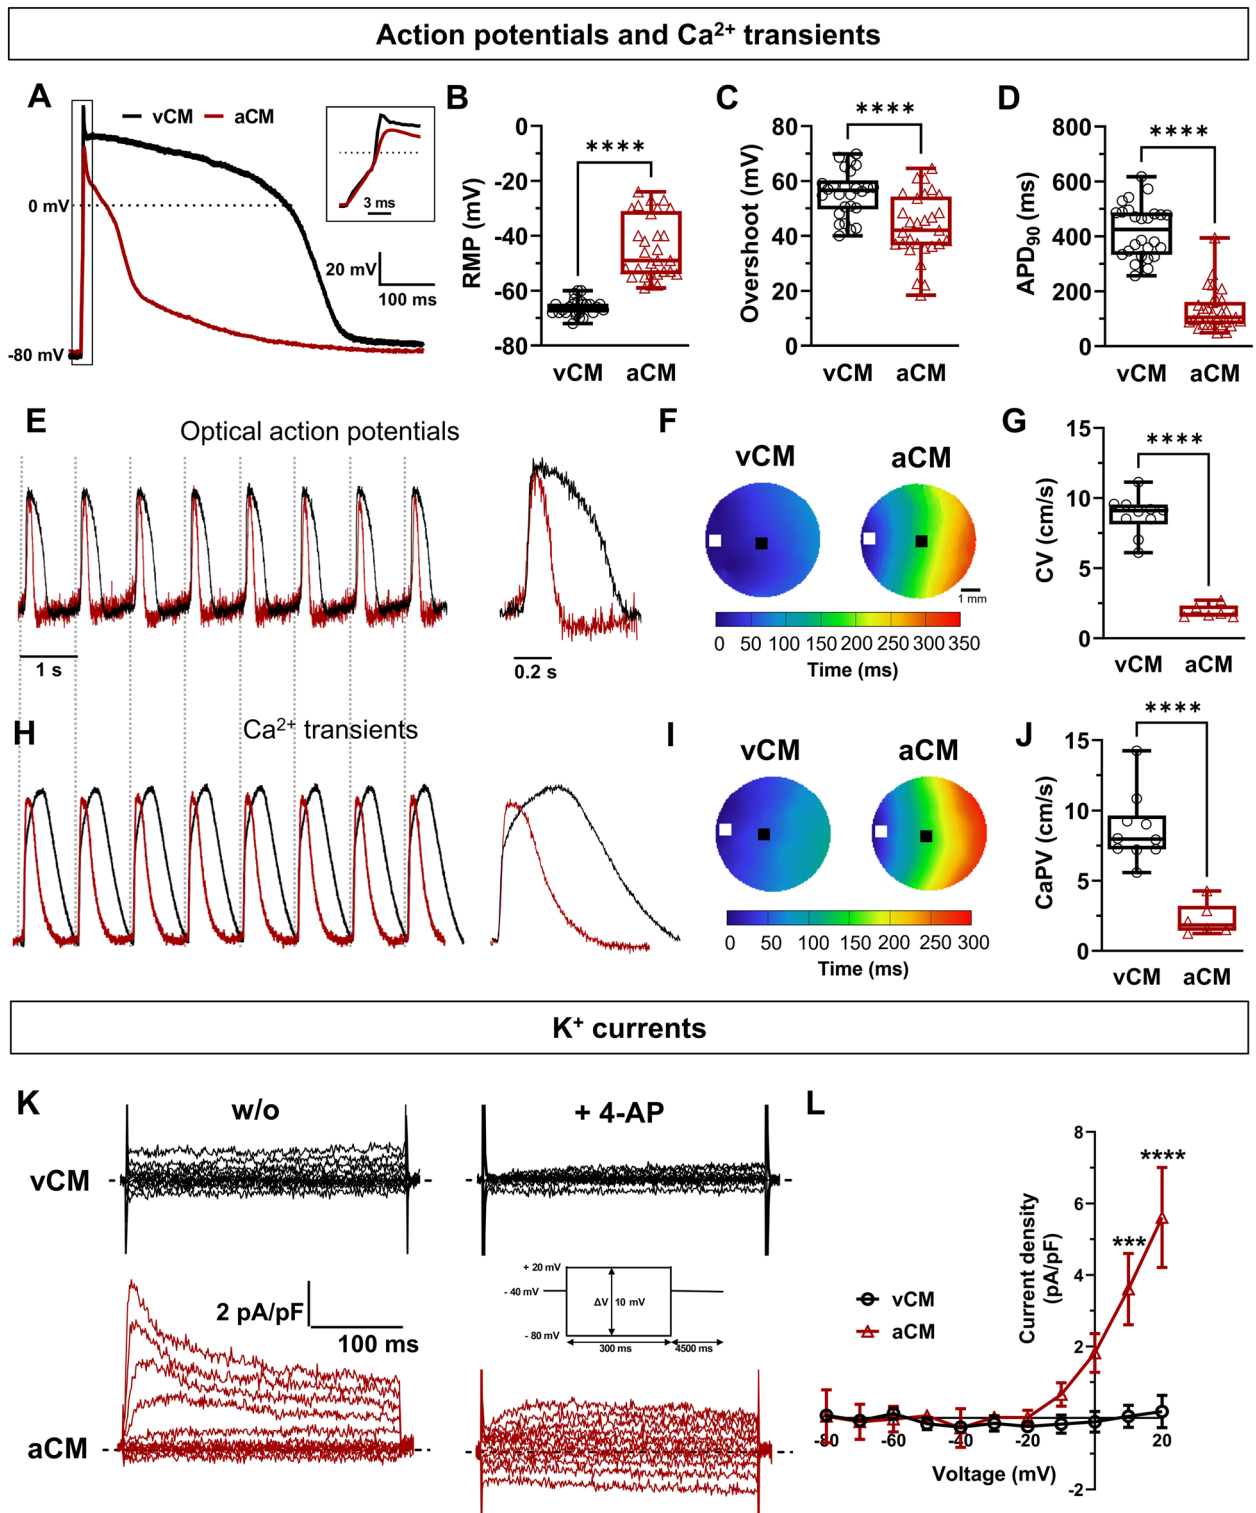 Action potentials and Ca²⁺ transients
A
vCM aCM
0 mV
-80 mV
20 mV
100 ms
3 ms
B
RMP (mV)
0
-20
-40
-60
-80
****
vCM aCM
C
Overshoot (mV)
80
60
40
20
0
****
vCM aCM
D
APD90 (ms)
800
600
400
200
0
****
vCM aCM
E
Optical action potentials
1 s
0.2 s
F
vCM aCM
1 mm
0 50 100 150 200 250 300 350
Time (ms)
G
CV (cm/s)
15
10
5
0
****
vCM aCM
H
Ca²⁺ transients
I
vCM aCM
0 50 100 150 200 250 300
Time (ms)
J
CaPV (cm/s)
15
10
5
0
****
vCM aCM
K⁺ currents
K
w/o + 4-AP
vCM
aCM
2 pA/pF
100 ms
+ 20 mV
- 40 mV
ΔV 10 mV
- 80 mV
300 ms 4500 ms
L
Current density
(pA/pF)
8
6
4
2
-2
****
***
vCM
aCM
-80 -60 -40 -20 20
Voltage (mV)